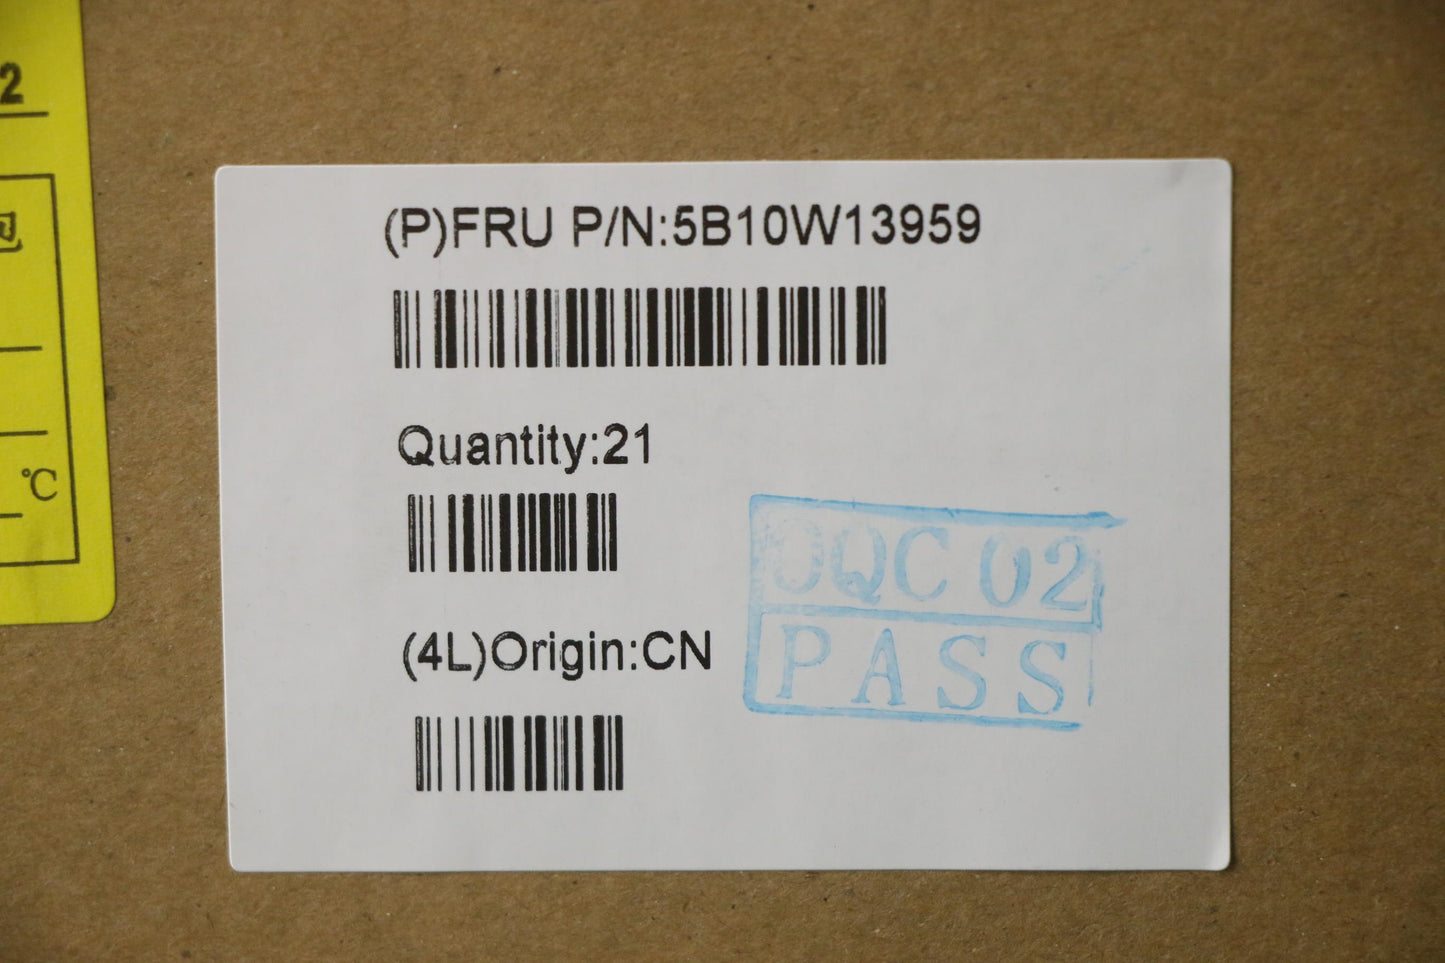 2
℃
(P)FRU P/N:5B10W13959
Quantity:21
(4L)Origin:CN
OQC 02
PASS